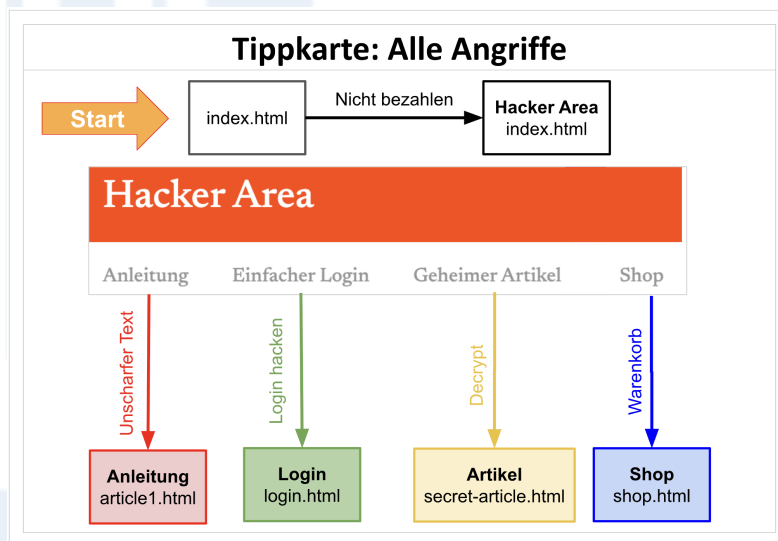 Tippkarte: Alle Angriffe
Start
index.html
Nicht bezahlen
Hacker Area
index.html
Hacker Area
Anleitung
Einfacher Login
Geheimer Artikel
Shop
Unscharfer Text
Login hacken
Decrypt
Warenkorb
Anleitung
article1.html
Login
login.html
Artikel
secret-article.html
Shop
shop.html